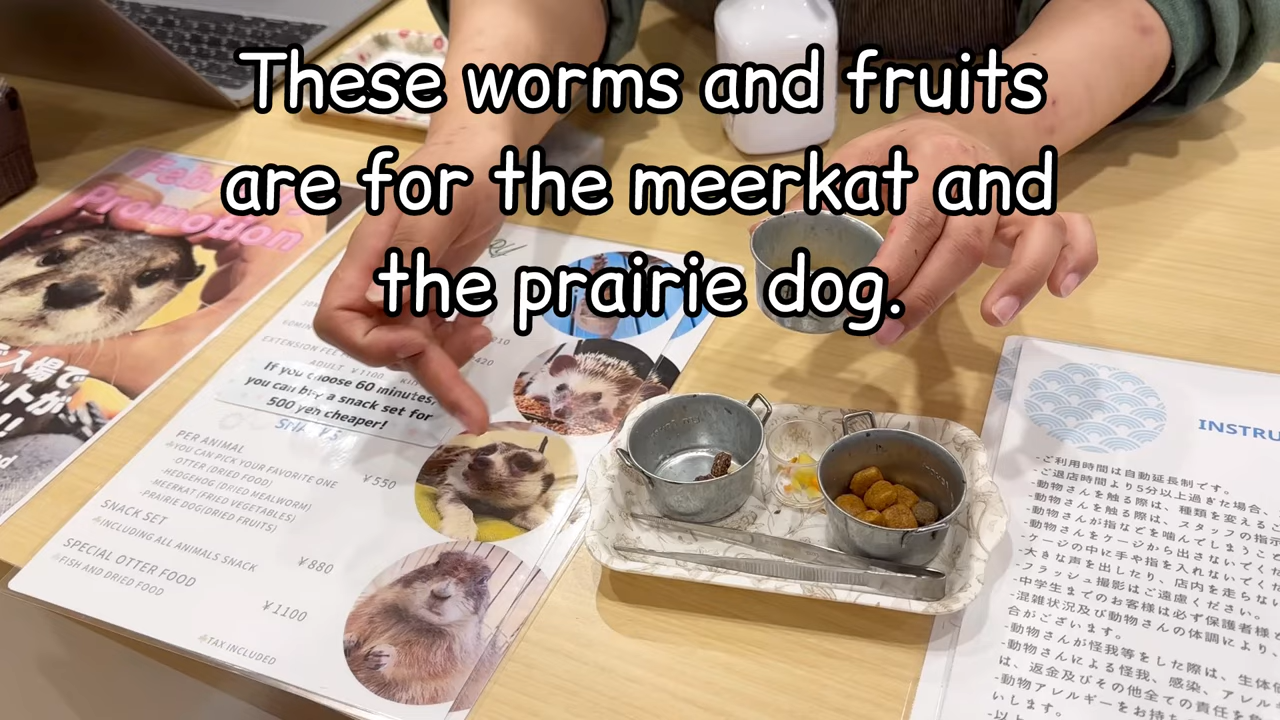 These worms and fruits
are for the meerkat and
the prairie dog.
Promotion
EXTENSION FEE
ADULT ¥1100
If you choose 60 minutes,
you can buy a snack set for
500 yen cheaper!
PER ANIMAL
YOU CAN PICK YOUR FAVORITE ONE ¥550
-OTTER (DRIED FOOD)
-HEDGEHOG (DRIED MEALWORM)
-MEERKAT (FRIED VEGETABLES)
-PRAIRIE DOG (DRIED FRUITS)
SNACK SET
※INCLUDING ALL ANIMALS SNACK ¥880
SPECIAL OTTER FOOD
※FISH AND DRIED FOOD ¥1100
※TAX INCLUDED
INSTRU
-ご利用時間は自動延長制です。
-ご退店時間より5分以上過ぎた場合、
-動物さんを触る際は、種類を変える
-動物さんを触る際は、スタッフの指示
-動物さんが指などを噛んでしまうこ
-動物さんをケージから出さないでく
-ケージの中に手や指を入れないでく
-大きな声を出したり、店内を走らな
-フラッシュ撮影はご遠慮ください。
-中学生までのお客様は必ず保護者様
-混雑状況及び動物さんの体調により、
合がございます。
-動物さんが怪我等をした際は、生体
-動物さんによる怪我、感染、アレル
は、返金及びその他全ての責任を
-動物アレルギーをお持ち
いします。